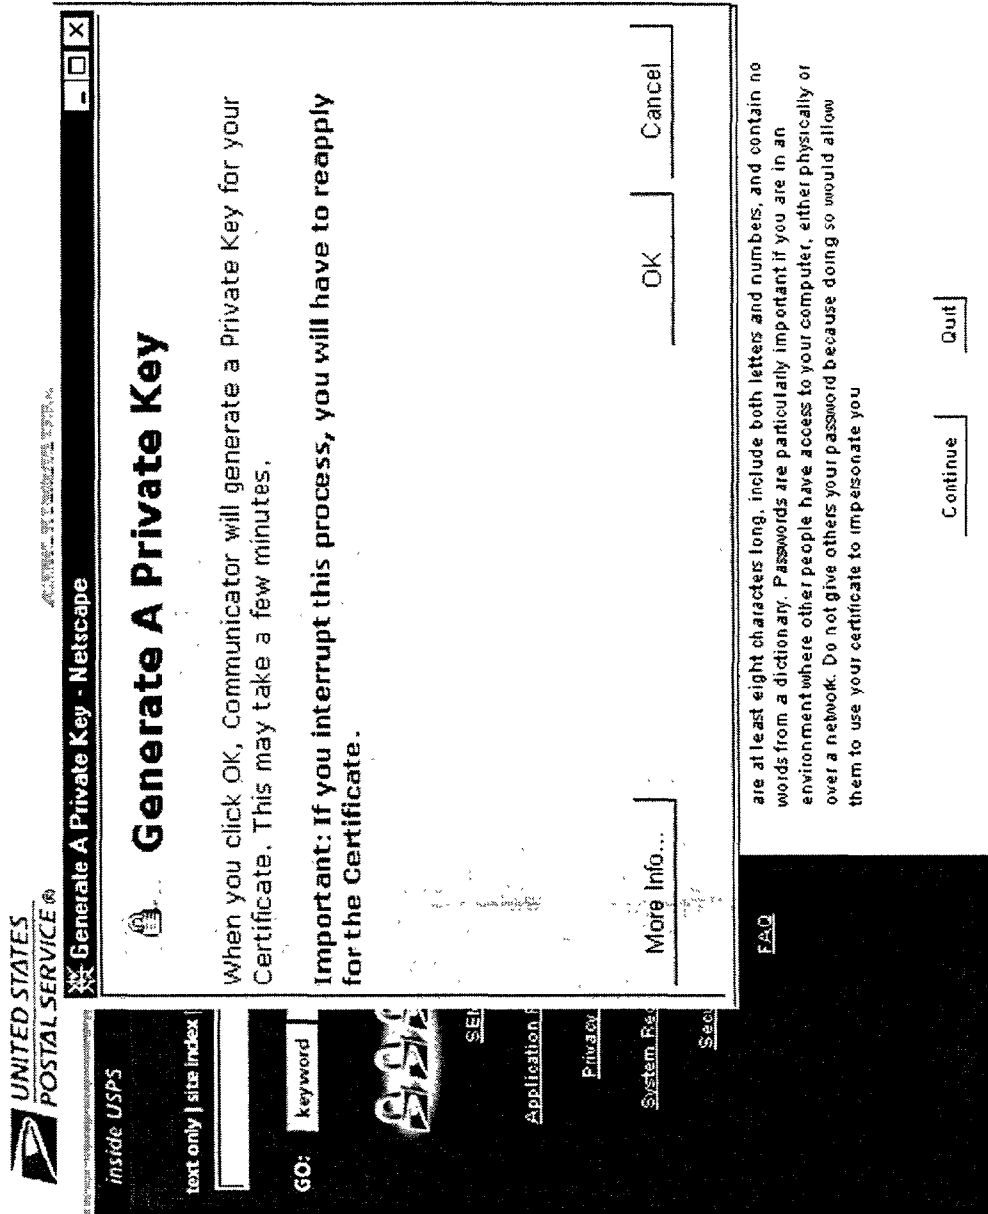 UNITED STATES
POSTAL SERVICE ®
Generate A Private Key - Netscape
Generate A Private Key
When you click OK, Communicator will generate a Private Key for your
Certificate. This may take a few minutes.
Important: If you interrupt this process, you will have to reapply
for the Certificate.
More Info...
OK
Cancel
inside USPS
text only | site index |
GO:
keyword
Application
Privacy
FAQ
are at least eight characters long, include both letters and numbers, and contain no
words from a dictionary. Passwords are particularly important if you are in an
environment where other people have access to your computer, either physically or
over a network. Do not give others your password because doing so would allow
them to use your certificate to impersonate you
Continue
Quit